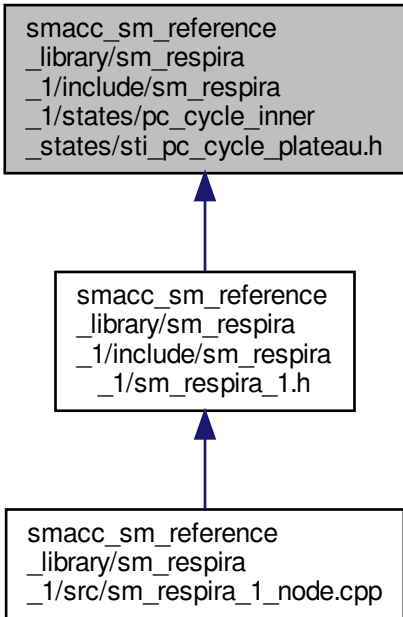 smacc_sm_reference
_library/sm_respira
_1/include/sm_respira
_1/states/pc_cycle_inner
_states/sti_pc_cycle_plateau.h
smacc_sm_reference
_library/sm_respira
_1/include/sm_respira
_1/sm_respira_1.h
smacc_sm_reference
_library/sm_respira
_1/src/sm_respira_1_node.cpp